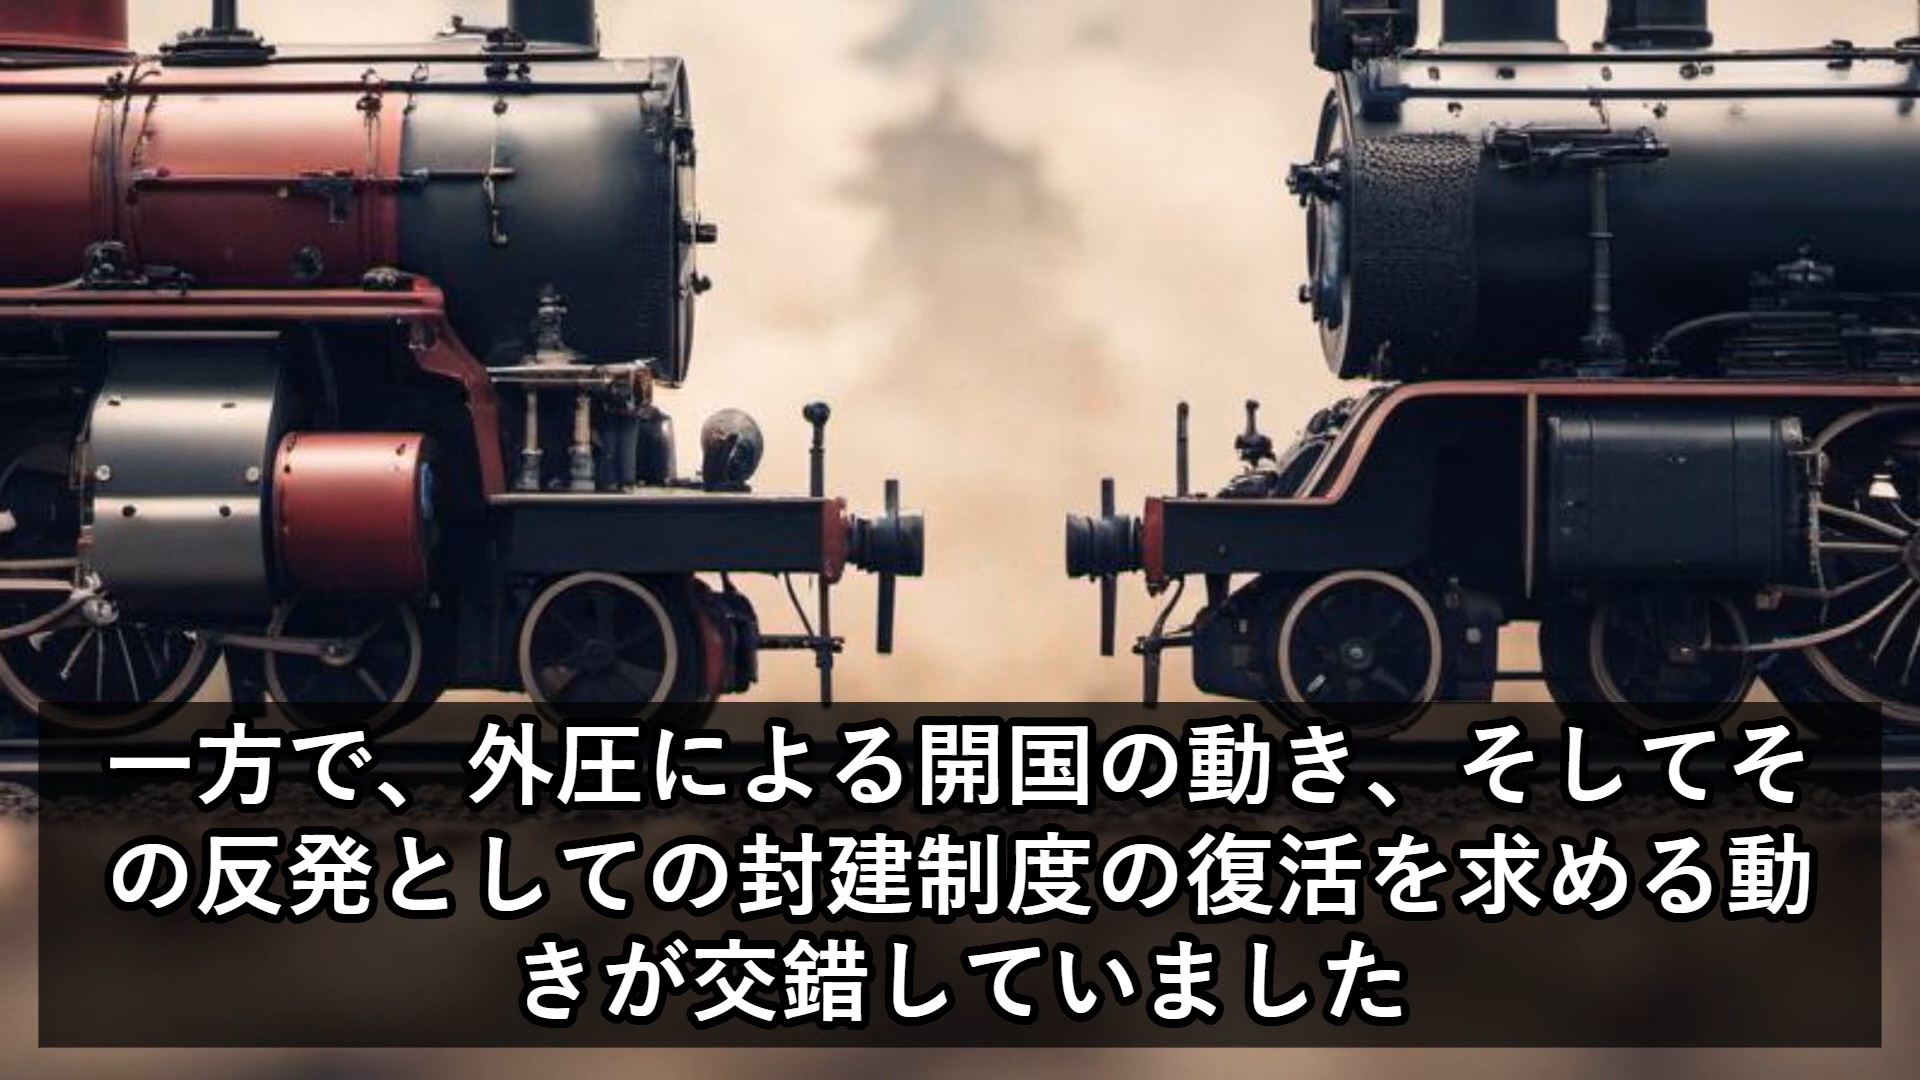 一方で、外圧による開国の動き、そしてそ
の反発としての封建制度の復活を求める動
きが交錯していました